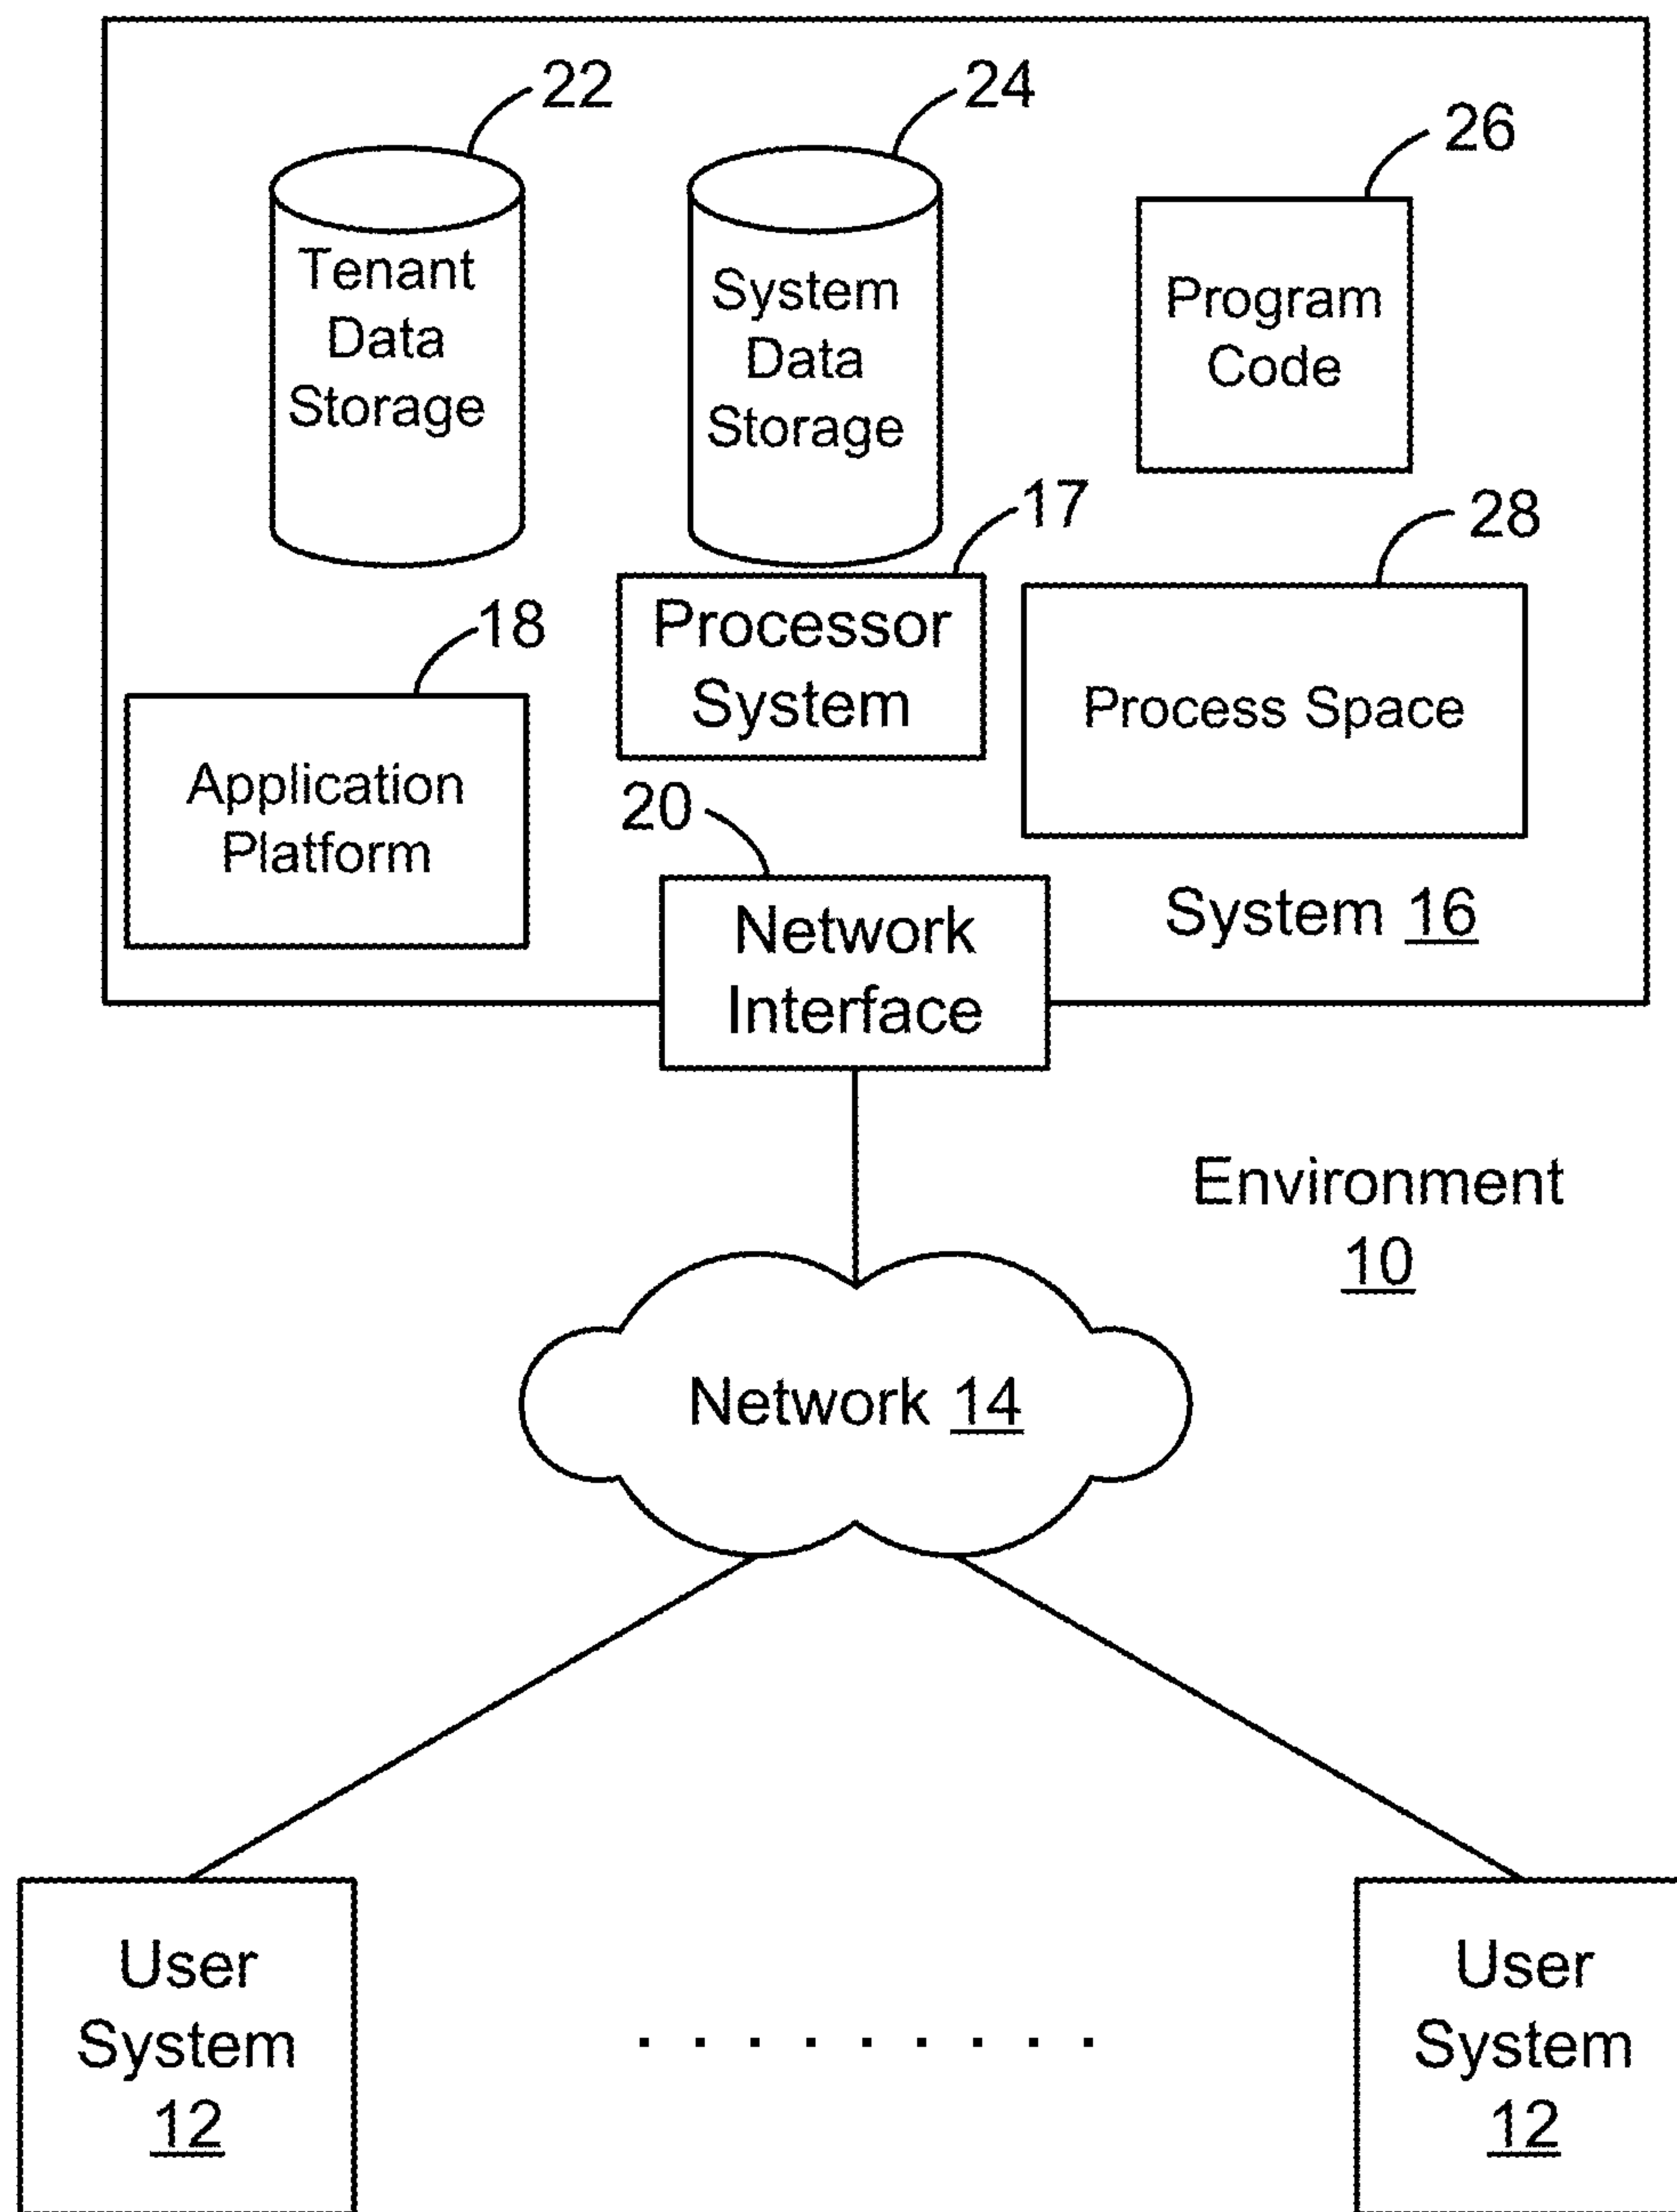 22
24
26
Tenant
Data
Storage
System
Data
Storage
Program
Code
17
28
18
Processor
System
Process Space
Application
Platform
20
Network
Interface
System 16
Environment
10
Network 14
User
System
12
. . . . . . . . .
User
System
12